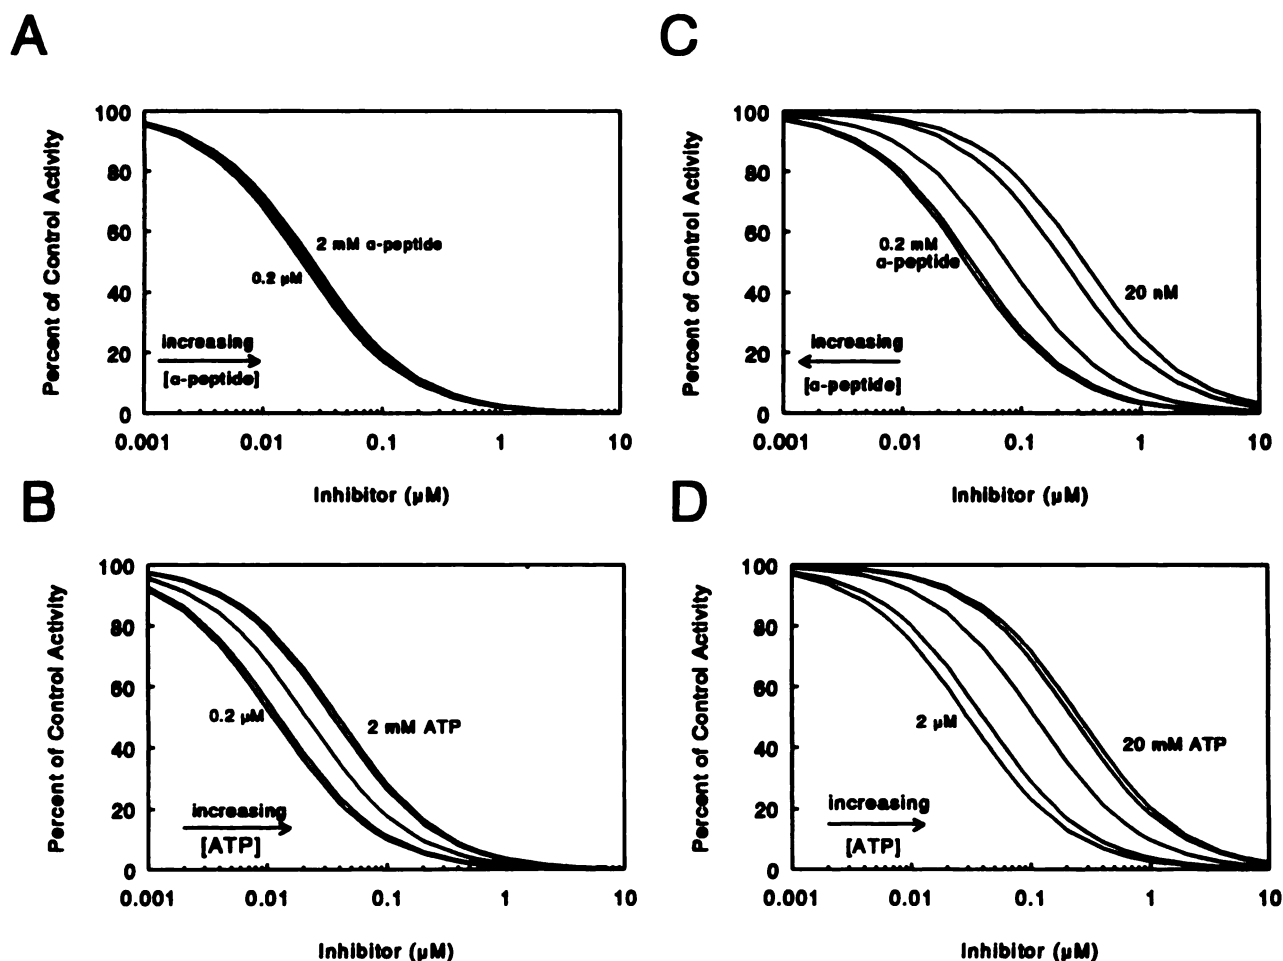 A
Percent of Control Activity
100
80
60
40
20
0
2 mM α-peptide
0.2 µM
increasing
[α-peptide]
0.001
0.01
0.1
1
10
Inhibitor (µM)
B
Percent of Control Activity
100
80
60
40
20
0
0.2 µM
2 mM ATP
increasing
[ATP]
0.001
0.01
0.1
1
10
Inhibitor (µM)
C
Percent of Control Activity
100
80
60
40
20
0
0.2 mM
α-peptide
20 nM
increasing
[α-peptide]
0.001
0.01
0.1
1
10
Inhibitor (µM)
D
Percent of Control Activity
100
80
60
40
20
0
2 µM
20 mM ATP
increasing
[ATP]
0.001
0.01
0.1
1
10
Inhibitor (µM)